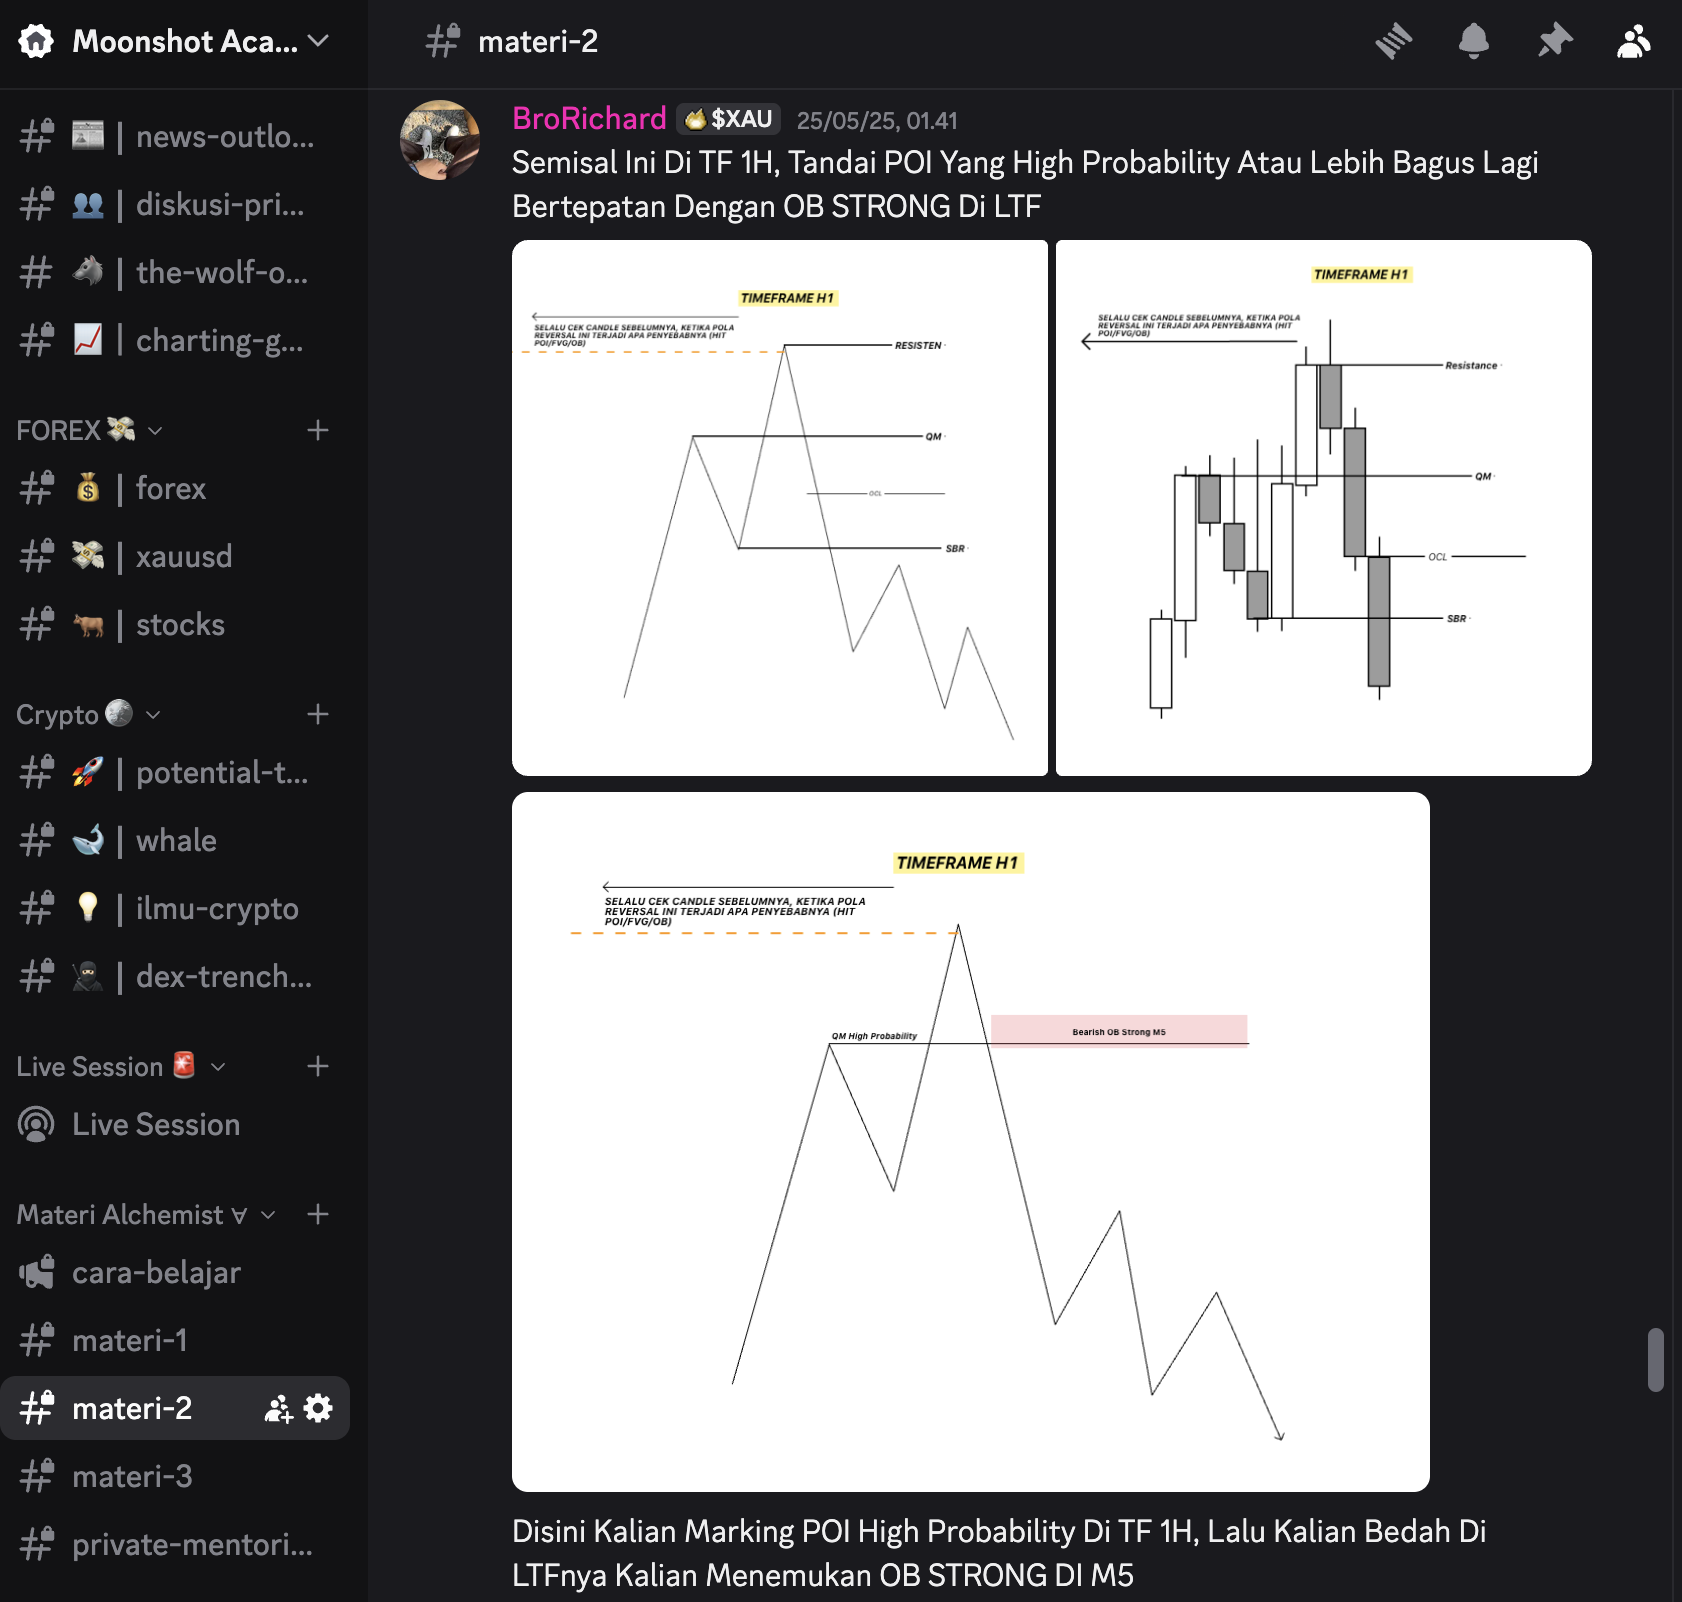 Moonshot Aca...
| news-outlo...
| diskusi-pri...
| the-wolf-o...
| charting-g...
FOREX
| forex
| xauusd
| stocks
Crypto
| potential-t...
| whale
| ilmu-crypto
| dex-trench...
Live Session
Live Session
Materi Alchemist ∀
cara-belajar
materi-1
materi-2
materi-3
private-mentori...
materi-2
BroRichard $XAU 25/05/25, 01.41
Semisal Ini Di TF 1H, Tandai POI Yang High Probability Atau Lebih Bagus Lagi
Bertepatan Dengan OB STRONG Di LTF
TIMEFRAME H1
SELALU CEK CANDLE SEBELUMNYA, KETIKA POLA
REVERSAL INI TERJADI APA PENYEBABNYA (HIT
POI/FVG/OB)
RESISTEN
QM
OCL
SBR
TIMEFRAME H1
SELALU CEK CANDLE SEBELUMNYA, KETIKA POLA
REVERSAL INI TERJADI APA PENYEBABNYA (HIT
POI/FVG/OB)
Resistance
QM
OCL
SBR
TIMEFRAME H1
SELALU CEK CANDLE SEBELUMNYA, KETIKA POLA
REVERSAL INI TERJADI APA PENYEBABNYA (HIT
POI/FVG/OB)
QM High Probability
Bearish OB Strong M5
Disini Kalian Marking POI High Probability Di TF 1H, Lalu Kalian Bedah Di
LTFnya Kalian Menemukan OB STRONG DI M5